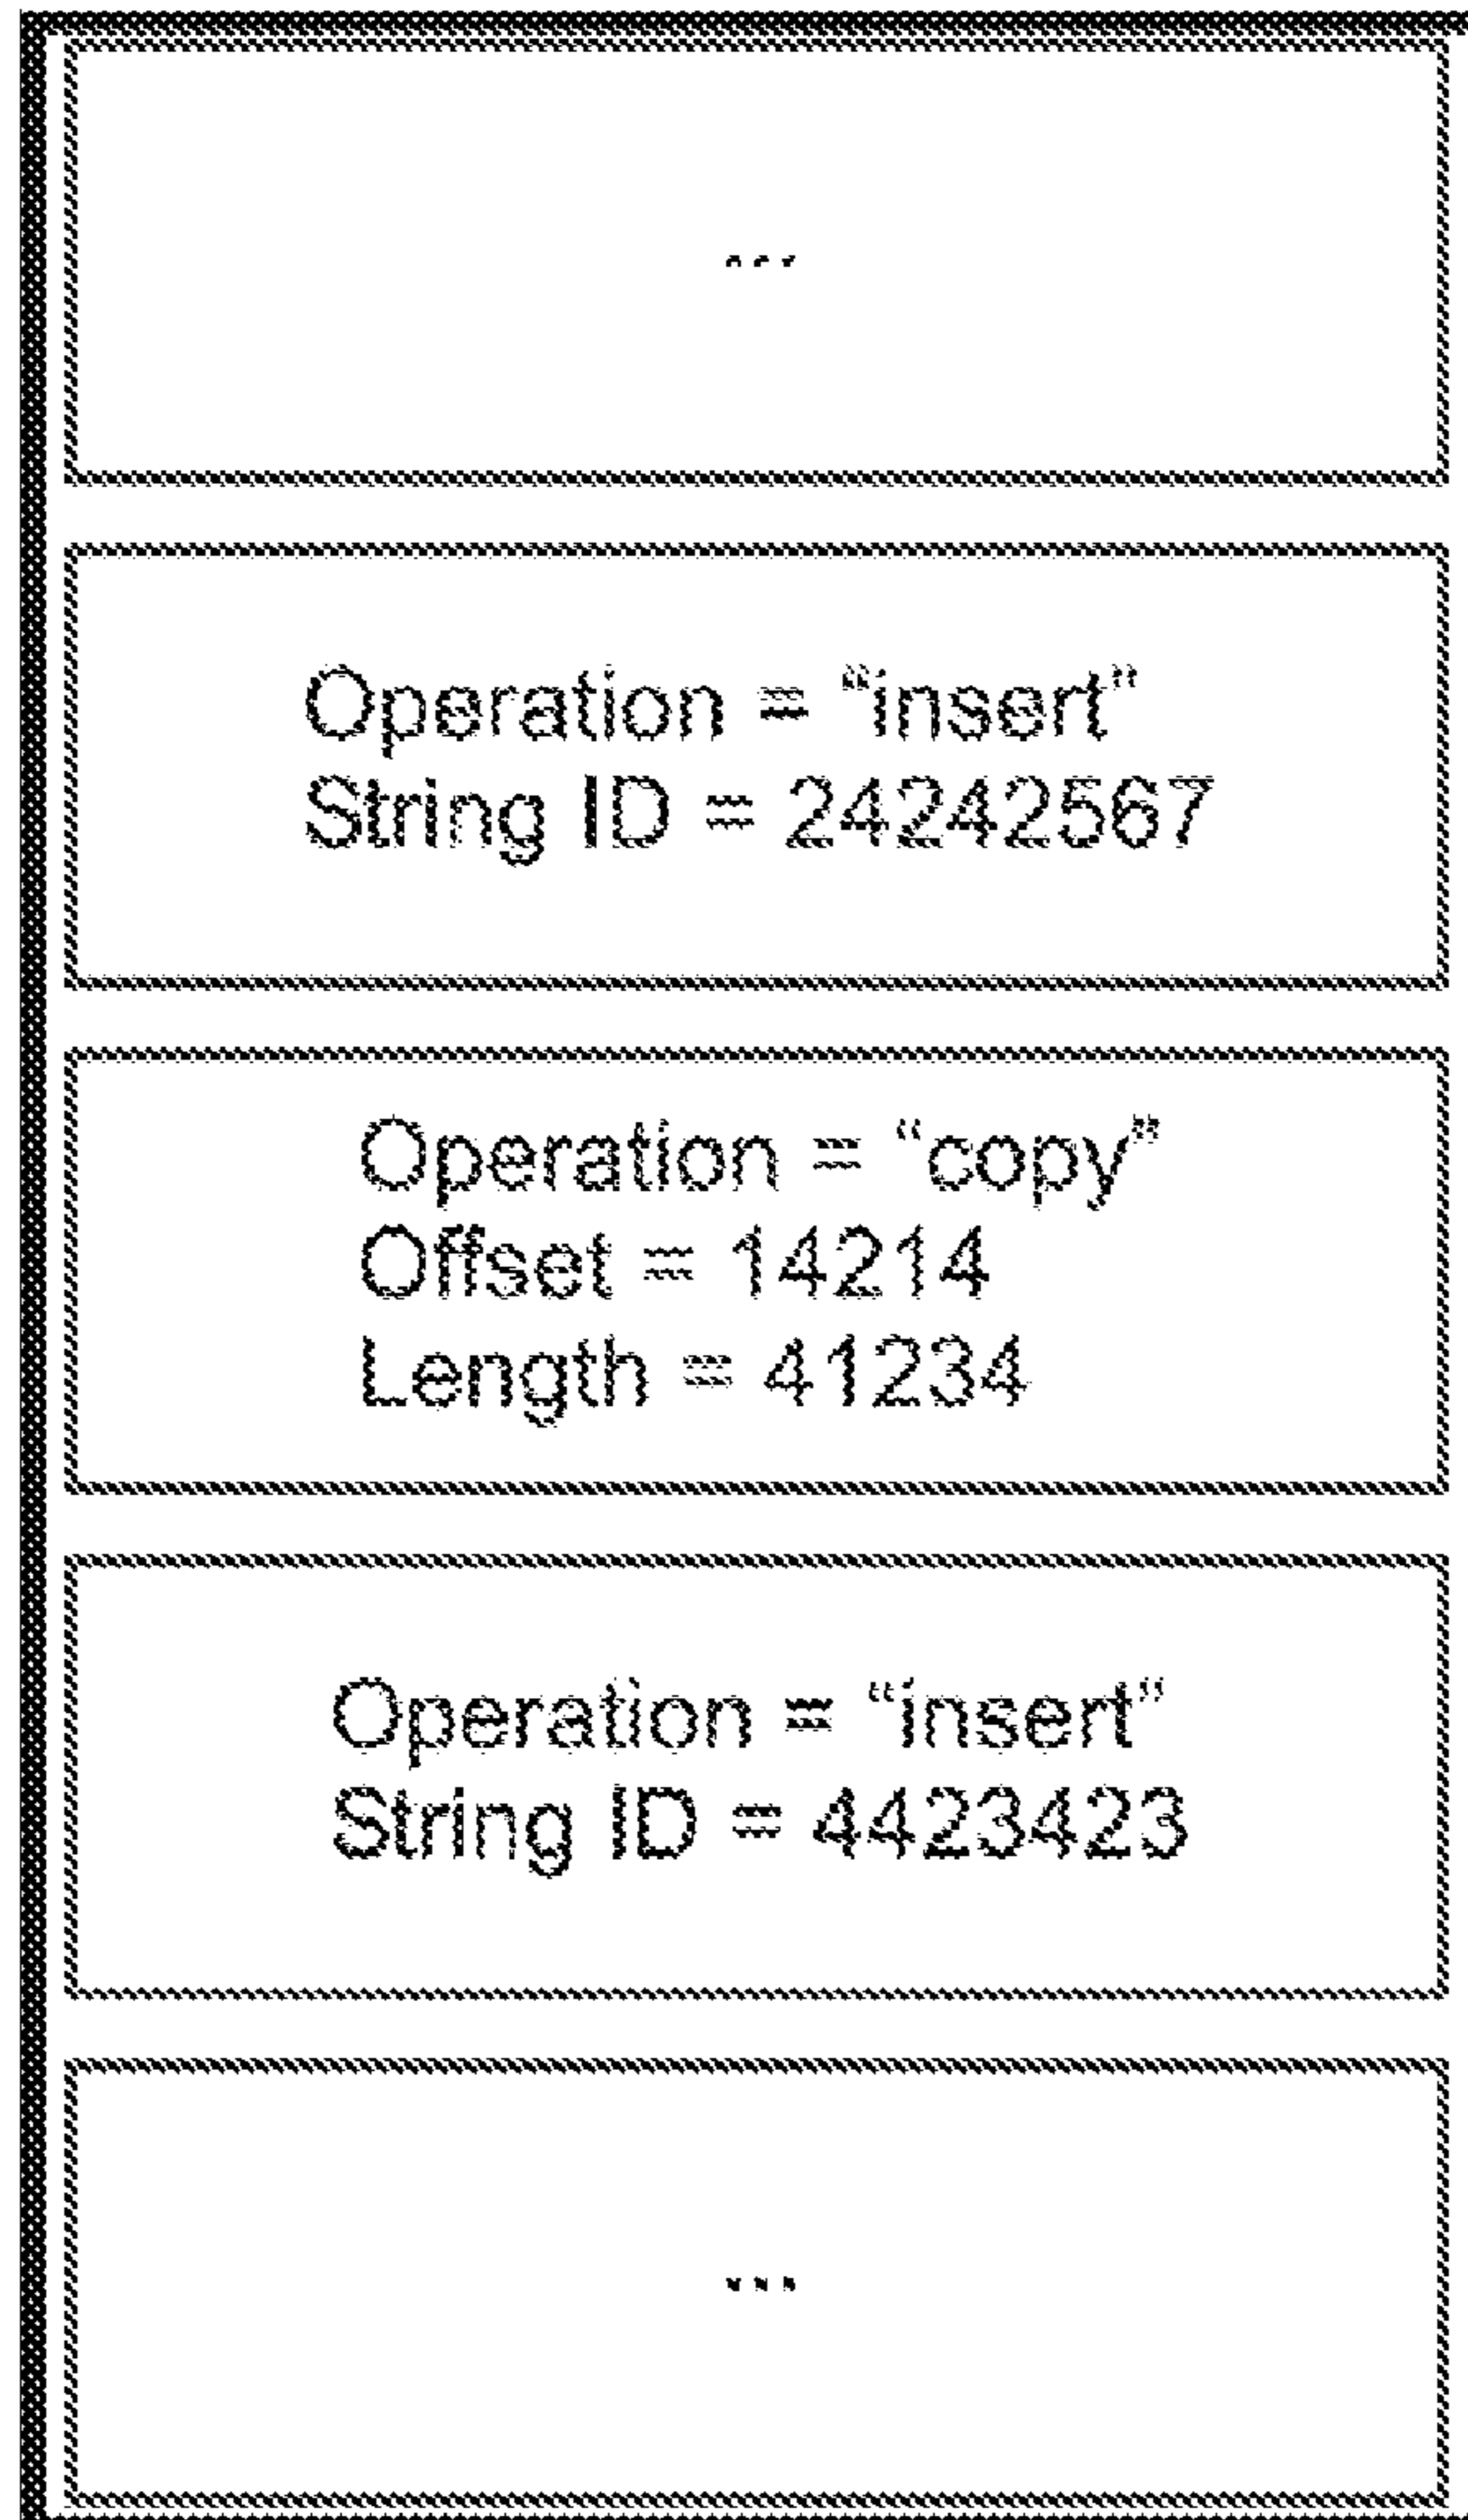 ...
Operation = “insert”
String ID = 24242567
Operation = “copy”
Offset = 14214
Length = 41234
Operation = “insert”
String ID = 4423423
...